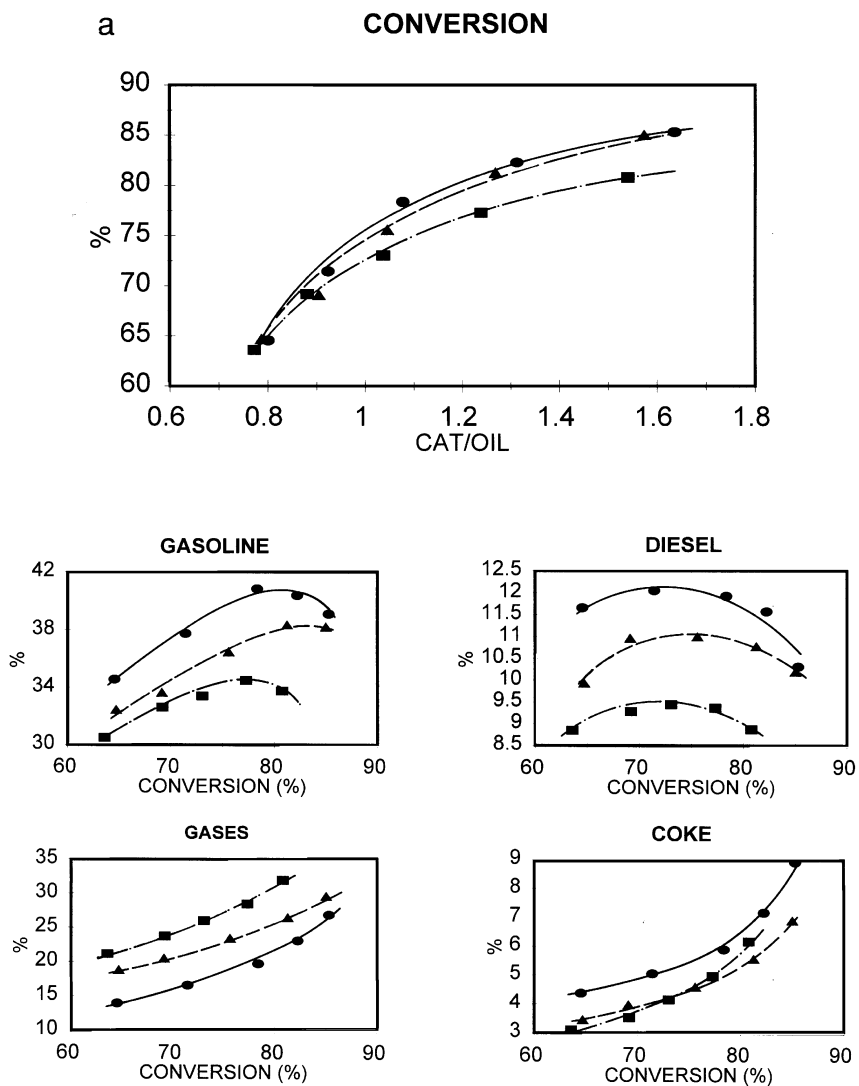 a CONVERSION
90
85
80
75
70
65
60
%
0.6 0.8 1 1.2 1.4 1.6 1.8
CAT/OIL
GASOLINE
42
38
34
30
%
60 70 80 90
CONVERSION (%)
DIESEL
12.5
12
11.5
11
10
9.5
9
8.5
%
60 70 80 90
CONVERSION (%)
GASES
35
30
25
20
15
10
%
60 70 80 90
CONVERSION (%)
COKE
9
8
7
6
5
4
3
%
60 70 80 90
CONVERSION (%)